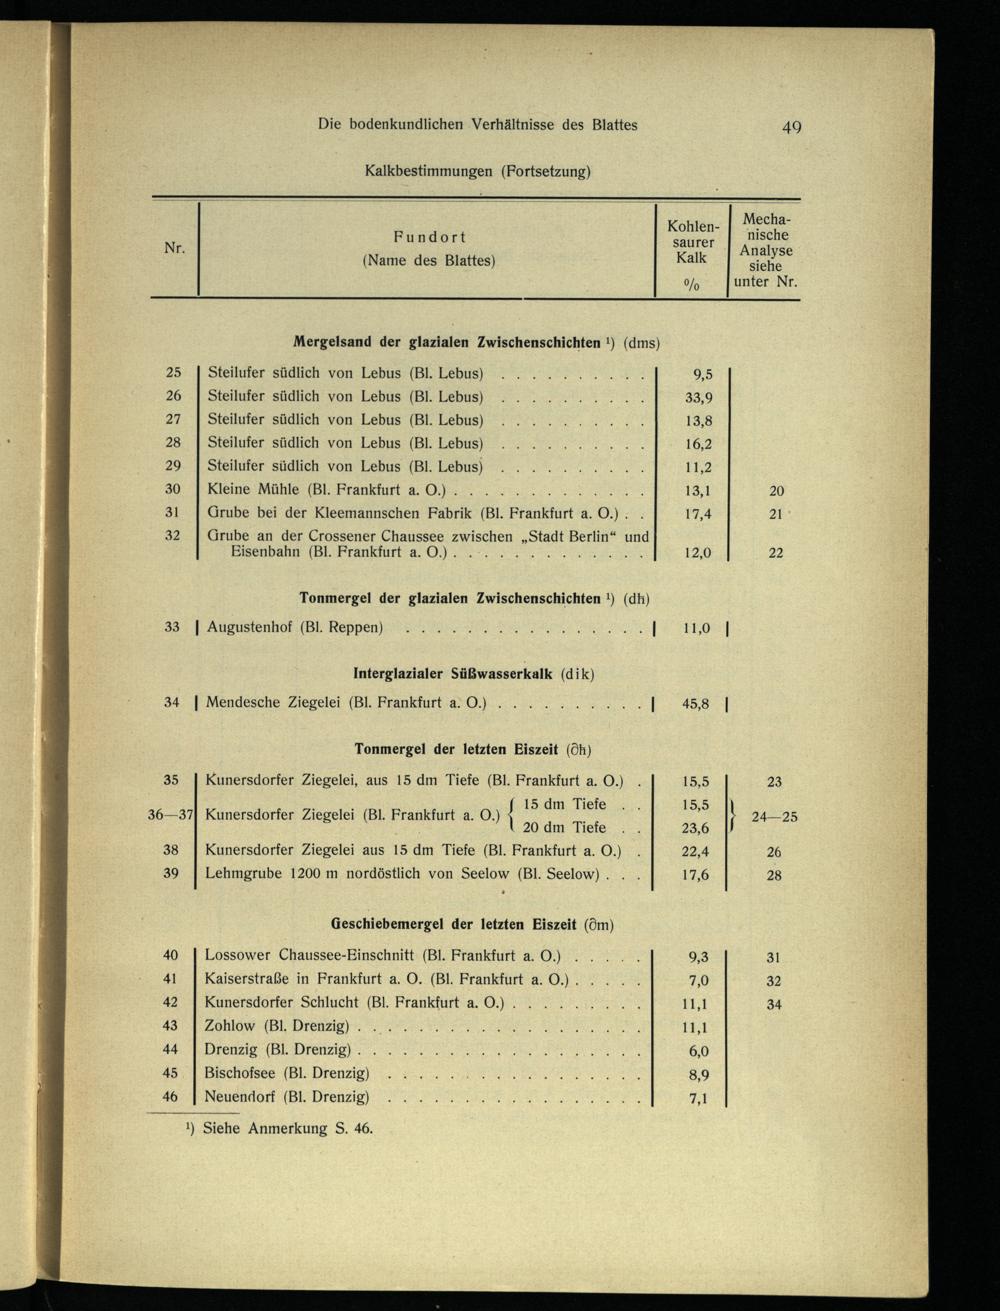 Die bodenkundlichen Verhältnisse des Blattes 49
Kalkbestimmungen (Fortsetzung)
Nr. Fundort (Name des Blattes) Kohlen-saurer Kalk % Mecha-nische Analyse siehe unter Nr.
Mergelsand der glazialen Zwischenschichten ¹) (dms)
25 Steilufer südlich von Lebus (Bl. Lebus) . . . . . . . . . . 9,5
26 Steilufer südlich von Lebus (Bl. Lebus) . . . . . . . . . . 33,9
27 Steilufer südlich von Lebus (Bl. Lebus) . . . . . . . . . . 13,8
28 Steilufer südlich von Lebus (Bl. Lebus) . . . . . . . . . . 16,2
29 Steilufer südlich von Lebus (Bl. Lebus) . . . . . . . . . . 11,2
30 Kleine Mühle (Bl. Frankfurt a. O.) . . . . . . . . . . . . . 13,1 20
31 Grube bei der Kleemannschen Fabrik (Bl. Frankfurt a. O.) . . 17,4 21
32 Grube an der Crossener Chaussee zwischen „Stadt Berlin“ und
Eisenbahn (Bl. Frankfurt a. O.) . . . . . . . . . . . . . 12,0 22
Tonmergel der glazialen Zwischenschichten ¹) (dh)
33 Augustenhof (Bl. Reppen) . . . . . . . . . . . . . . . . 11,0
Interglazialer Süßwasserkalk (dik)
34 Mendesche Ziegelei (Bl. Frankfurt a. O.) . . . . . . . . . . 45,8
Tonmergel der letzten Eiszeit (∂h)
35 Kunersdorfer Ziegelei, aus 15 dm Tiefe (Bl. Frankfurt a. O.) . 15,5 23
15 dm Tiefe . . 15,5
36—37 Kunersdorfer Ziegelei (Bl. Frankfurt a. O.) { } 24—25
20 dm Tiefe . . 23,6
38 Kunersdorfer Ziegelei aus 15 dm Tiefe (Bl. Frankfurt a. O.) . 22,4 26
39 Lehmgrube 1200 m nordöstlich von Seelow (Bl. Seelow) . . . 17,6 28
Geschiebemergel der letzten Eiszeit (∂m)
40 Lossower Chaussee-Einschnitt (Bl. Frankfurt a. O.) . . . . . 9,3 31
41 Kaiserstraße in Frankfurt a. O. (Bl. Frankfurt a. O.) . . . . . 7,0 32
42 Kunersdorfer Schlucht (Bl. Frankfurt a. O.) . . . . . . . . . 11,1 34
43 Zohlow (Bl. Drenzig) . . . . . . . . . . . . . . . . . . . 11,1
44 Drenzig (Bl. Drenzig) . . . . . . . . . . . . . . . . . . . 6,0
45 Bischofsee (Bl. Drenzig) . . . . . . . . . . . . . . . . . 8,9
46 Neuendorf (Bl. Drenzig) . . . . . . . . . . . . . . . . . 7,1
¹) Siehe Anmerkung S. 46.